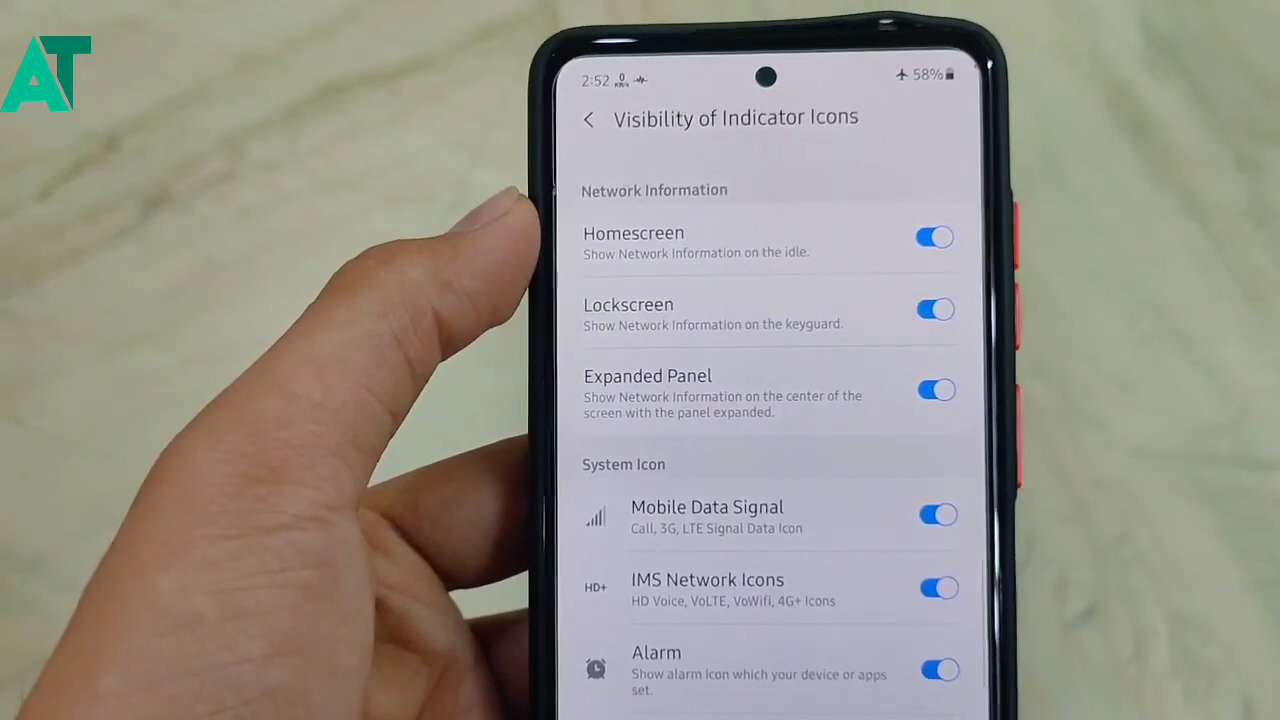 AT
2:52 0 KB/s 58%
Visibility of Indicator Icons
Network Information
Homescreen
Show Network Information on the idle.
Lockscreen
Show Network Information on the keyguard.
Expanded Panel
Show Network Information on the center of the
screen with the panel expanded.
System Icon
Mobile Data Signal
Call, 3G, LTE Signal Data Icon
HD+ IMS Network Icons
HD Voice, VoLTE, VoWifi, 4G+ Icons
Alarm
Show alarm icon which your device or apps
set.